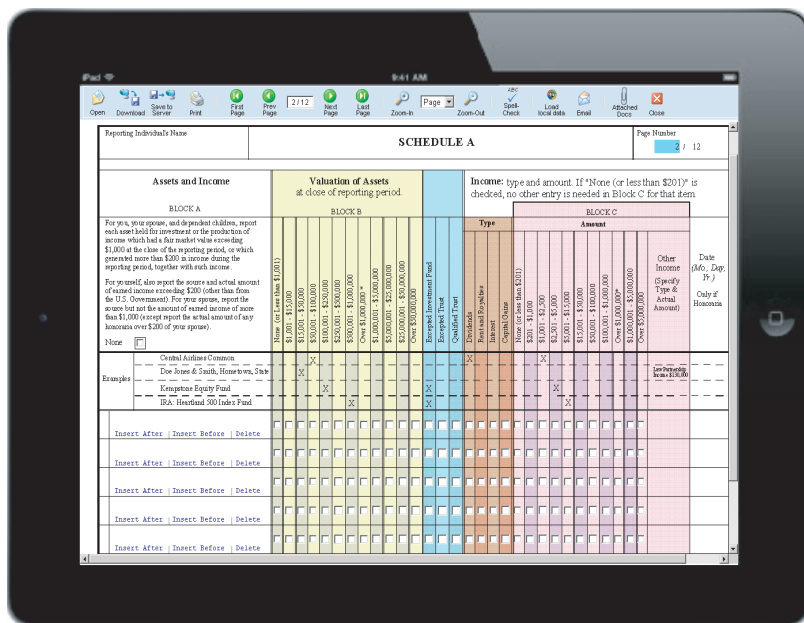 iPad
9:41 AM
Open
Download
Save to
Server
Print
First
Page
Prev
Page
2/12
Next
Page
Last
Page
Zoom-In
Page
Zoom-Out
ABC
Spell-
Check
Load
local data
Email
Attached
Docs
Close
Reporting Individual's Name
SCHEDULE A
Page Number
2 / 12
Assets and Income
BLOCK A
Valuation of Assets
at close of reporting period.
BLOCK B
Income: type and amount. If "None (or less than $201)" is
checked, no other entry is needed in Block C for that item.
BLOCK C
Type
Amount
For you, your spouse, and dependent children, report
each asset held for investment or the production of
income which had a fair market value exceeding
$1,000 at the close of the reporting period, or which
generated more than $200 in income during the
reporting period, together with such income.
For yourself, also report the source and actual amount
of earned income exceeding $200 (other than from
the U.S. Government). For your spouse, report the
source but not the amount of earned income of more
than $1,000 (except report the actual amount of any
honoraria over $200 of your spouse).
None
None (or Less than $1,001)
$1,001 - $15,000
$15,001 - $50,000
$50,001 - $100,000
$100,001 - $250,000
$250,001 - $500,000
$500,001 - $1,000,000
Over $1,000,000 *
$1,000,001 - $5,000,000
$5,000,001 - $25,000,000
$25,000,001 - $50,000,000
Over $50,000,000
Excepted Investment Fund
Excepted Trust
Qualified Trust
Dividends
Rent and Royalties
Interest
Capital Gains
None (or less than $201)
$201 - $1,000
$1,001 - $2,500
$2,501 - $5,000
$5,001 - $15,000
$15,001 - $50,000
$50,001 - $100,000
$100,001 - $1,000,000
Over $1,000,000*
$1,000,001 - $5,000,000
Over $5,000,000
Other
Income
(Specify
Type &
Actual
Amount)
Date
(Mo., Day,
Yr.)
Only if
Honoraria
Examples
Central Airlines Common
X X X
Doe Jones & Smith, Hometown, State
X
Law Partnership
Income $130,000
Kempstone Equity Fund
X X X
IRA: Heartland 500 Index Fund
X X X
Insert After | Insert Before | Delete
Insert After | Insert Before | Delete
Insert After | Insert Before | Delete
Insert After | Insert Before | Delete
Insert After | Insert Before | Delete